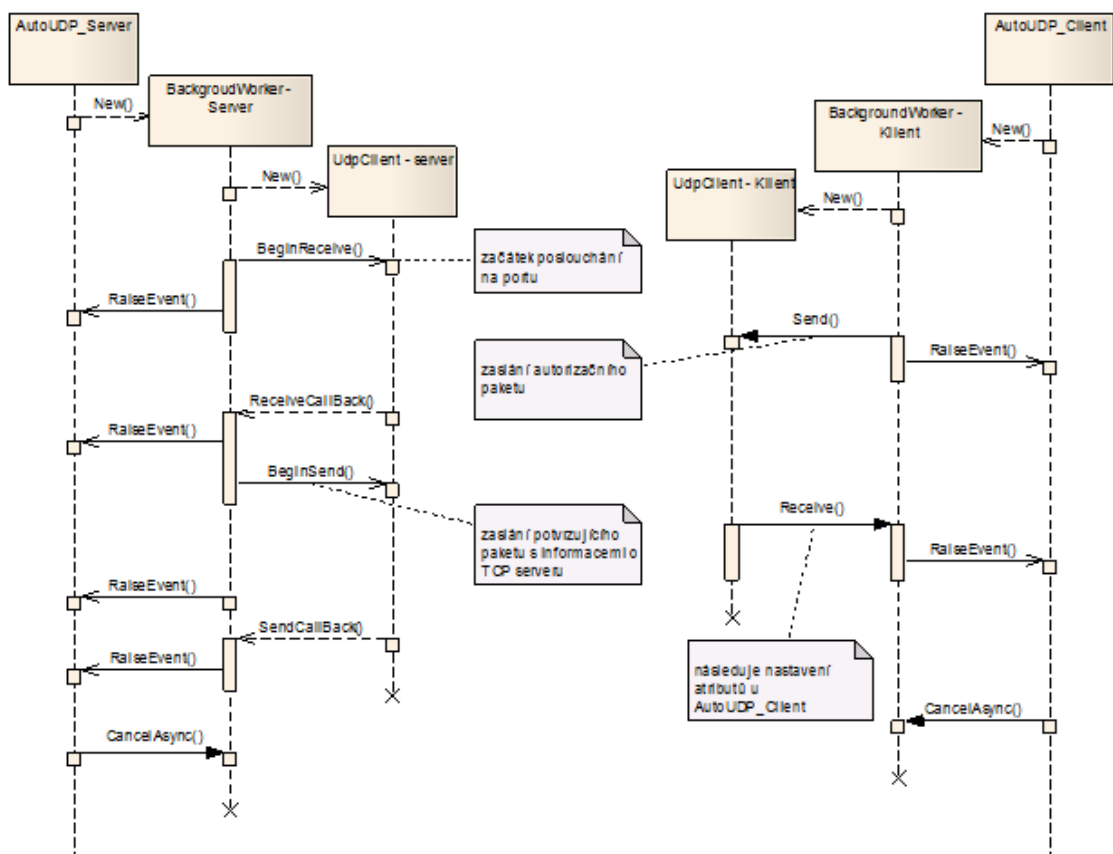 AutoUDP_Server
AutoUDP_Client
BackgroudWorker -
Server
New()
BackgroundWorker -
Klient
New()
UdpClient - server
New()
UdpClient - Klient
New()
BeginReceive()
začátek poslouchání
na portu
RaiseEvent()
Send()
RaiseEvent()
zaslání autorizačního
paketu
ReceiveCallBack()
RaiseEvent()
BeginSend()
zaslání potvrzujícího
paketu s informacemi o
TCP serveru
Receive()
RaiseEvent()
RaiseEvent()
SendCallBack()
RaiseEvent()
následuje nastavení
atributů u
AutoUDP_Client
CancelAsync()
CancelAsync()